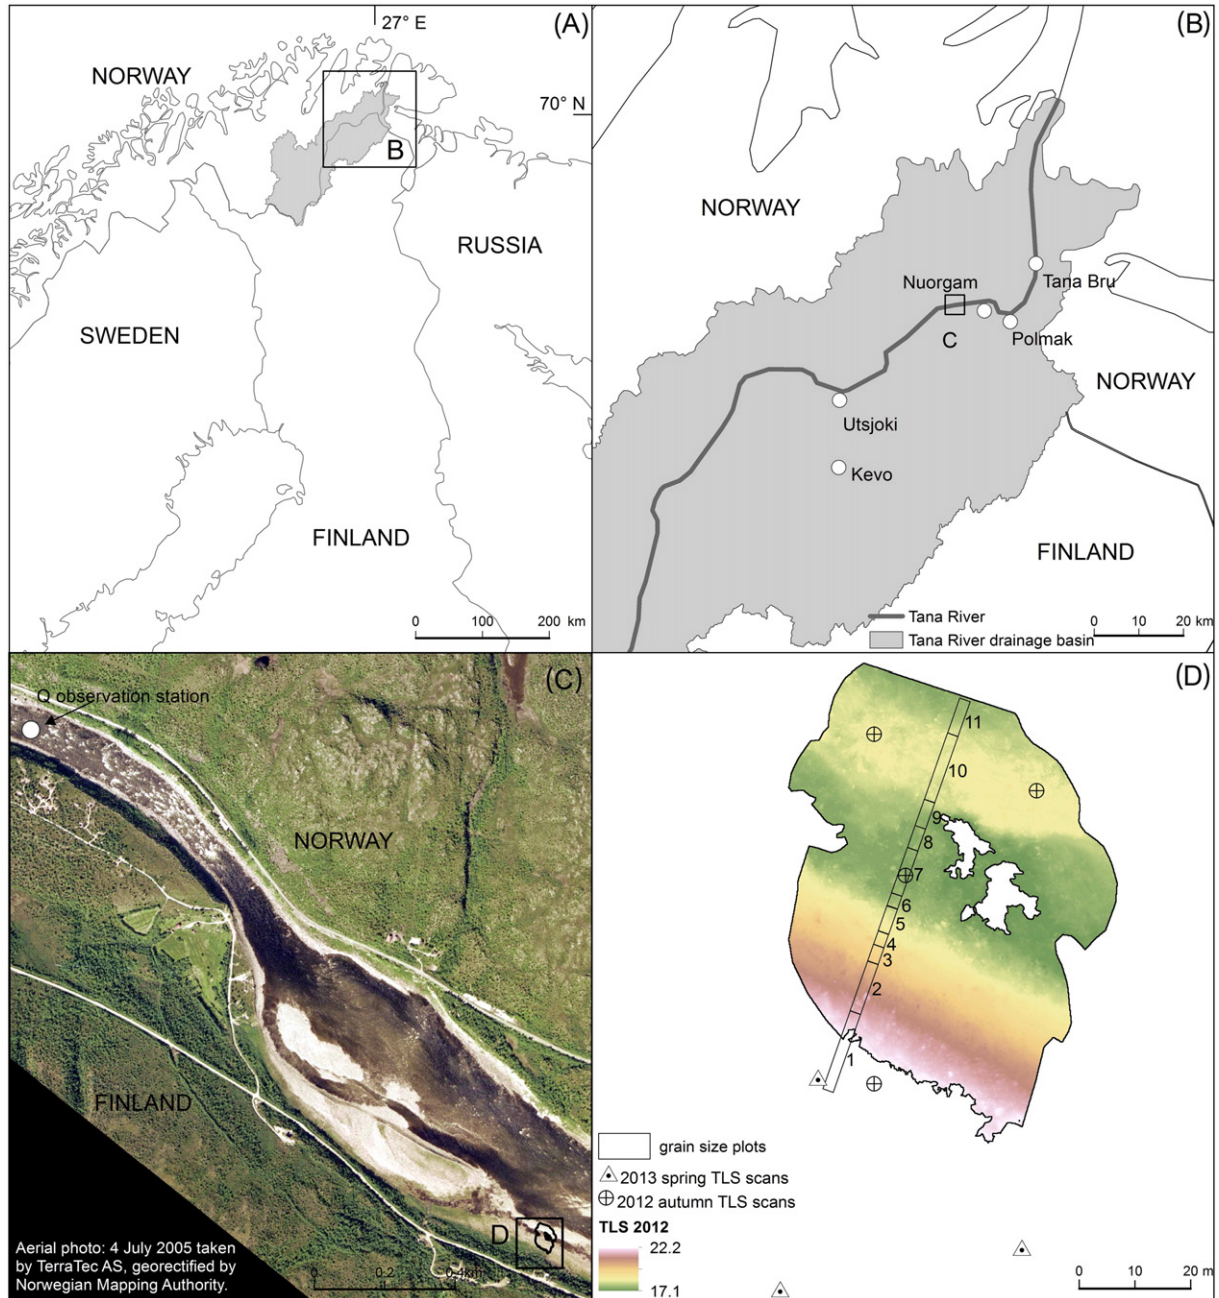 (A)
27° E
NORWAY
70° N
B
RUSSIA
SWEDEN
FINLAND
0 100 200 km
(B)
NORWAY
Nuorgam
Tana Bru
C
Polmak
NORWAY
Utsjoki
Kevo
FINLAND
Tana River
Tana River drainage basin
0 10 20 km
(C)
Q observation station
NORWAY
FINLAND
D
Aerial photo: 4 July 2005 taken
by TerraTec AS, georectified by
Norwegian Mapping Authority.
0 0.2 0.4km
(D)
11
10
9
8
7
6
5
4
3
2
1
grain size plots
2013 spring TLS scans
2012 autumn TLS scans
TLS 2012
22.2
17.1
0 10 20 m